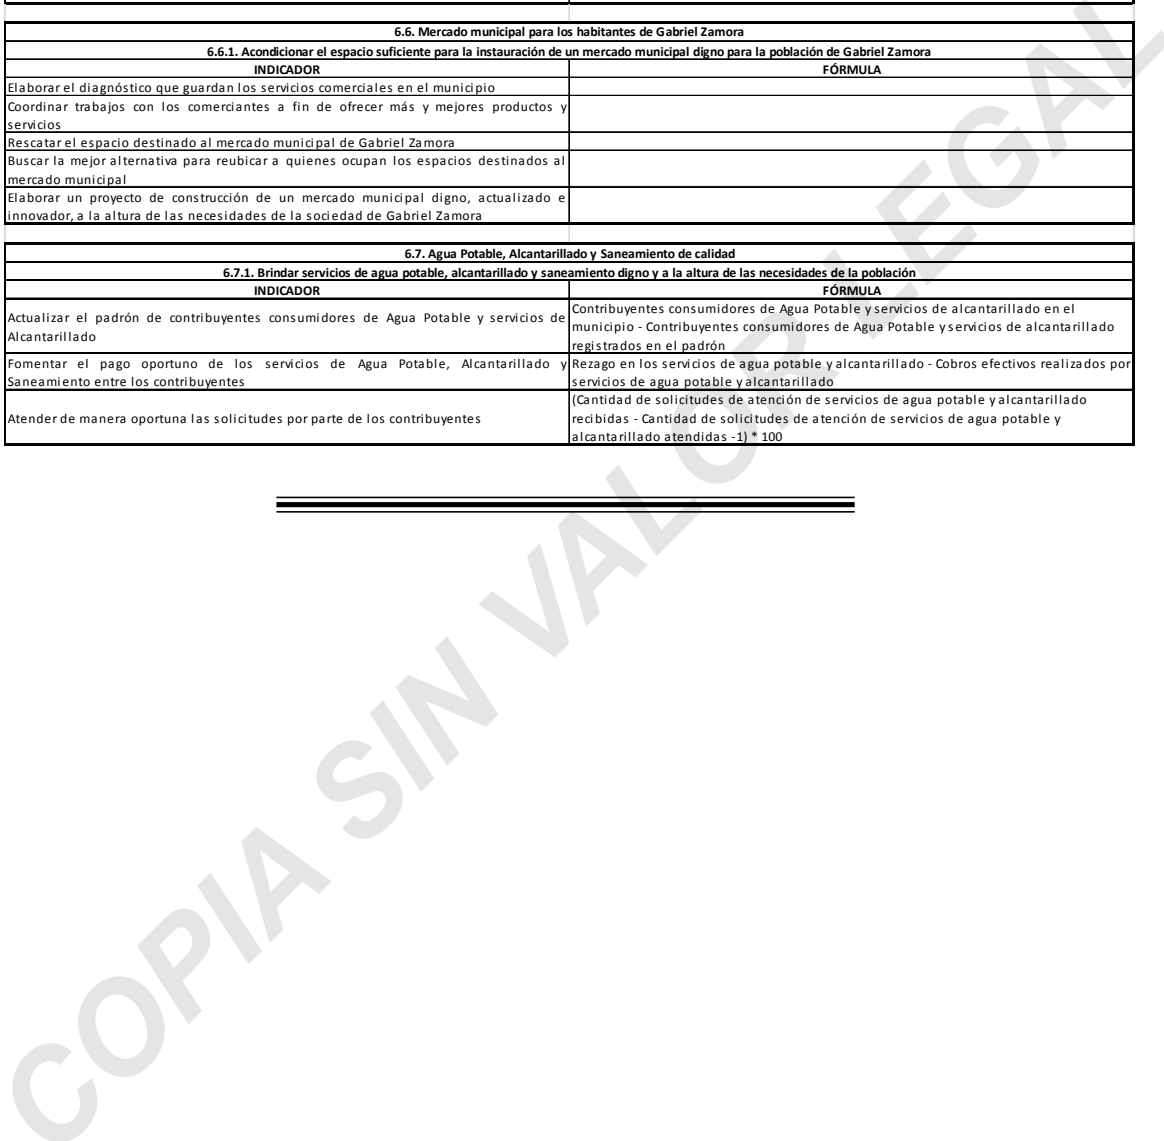 6.6. Mercado municipal para los habitantes de Gabriel Zamora
6.6.1. Acondicionar el espacio suficiente para la instauración de un mercado municipal digno para la población de Gabriel Zamora
INDICADOR FÓRMULA
Elaborar el diagnóstico que guardan los servicios comerciales en el municipio
Coordinar trabajos con los comerciantes a fin de ofrecer más y mejores productos y
servicios
Rescatar el espacio destinado al mercado municipal de Gabriel Zamora
Buscar la mejor alternativa para reubicar a quienes ocupan los espacios destinados al
mercado municipal
Elaborar un proyecto de construcción de un mercado municipal digno, actualizado e
innovador, a la altura de las necesidades de la sociedad de Gabriel Zamora
6.7. Agua Potable, Alcantarillado y Saneamiento de calidad
6.7.1. Brindar servicios de agua potable, alcantarillado y saneamiento digno y a la altura de las necesidades de la población
INDICADOR FÓRMULA
Actualizar el padrón de contribuyentes consumidores de Agua Potable y servicios de
Alcantarillado
Contribuyentes consumidores de Agua Potable y servicios de alcantarillado en el
municipio - Contribuyentes consumidores de Agua Potable y servicios de alcantarillado
registrados en el padrón
Fomentar el pago oportuno de los servicios de Agua Potable, Alcantarillado y
Saneamiento entre los contribuyentes
Rezago en los servicios de agua potable y alcantarillado - Cobros efectivos realizados por
servicios de agua potable y alcantarillado
Atender de manera oportuna las solicitudes por parte de los contribuyentes
(Cantidad de solicitudes de atención de servicios de agua potable y alcantarillado
recibidas - Cantidad de solicitudes de atención de servicios de agua potable y
alcantarillado atendidas -1) * 100
COPIA SIN VALOR LEGAL